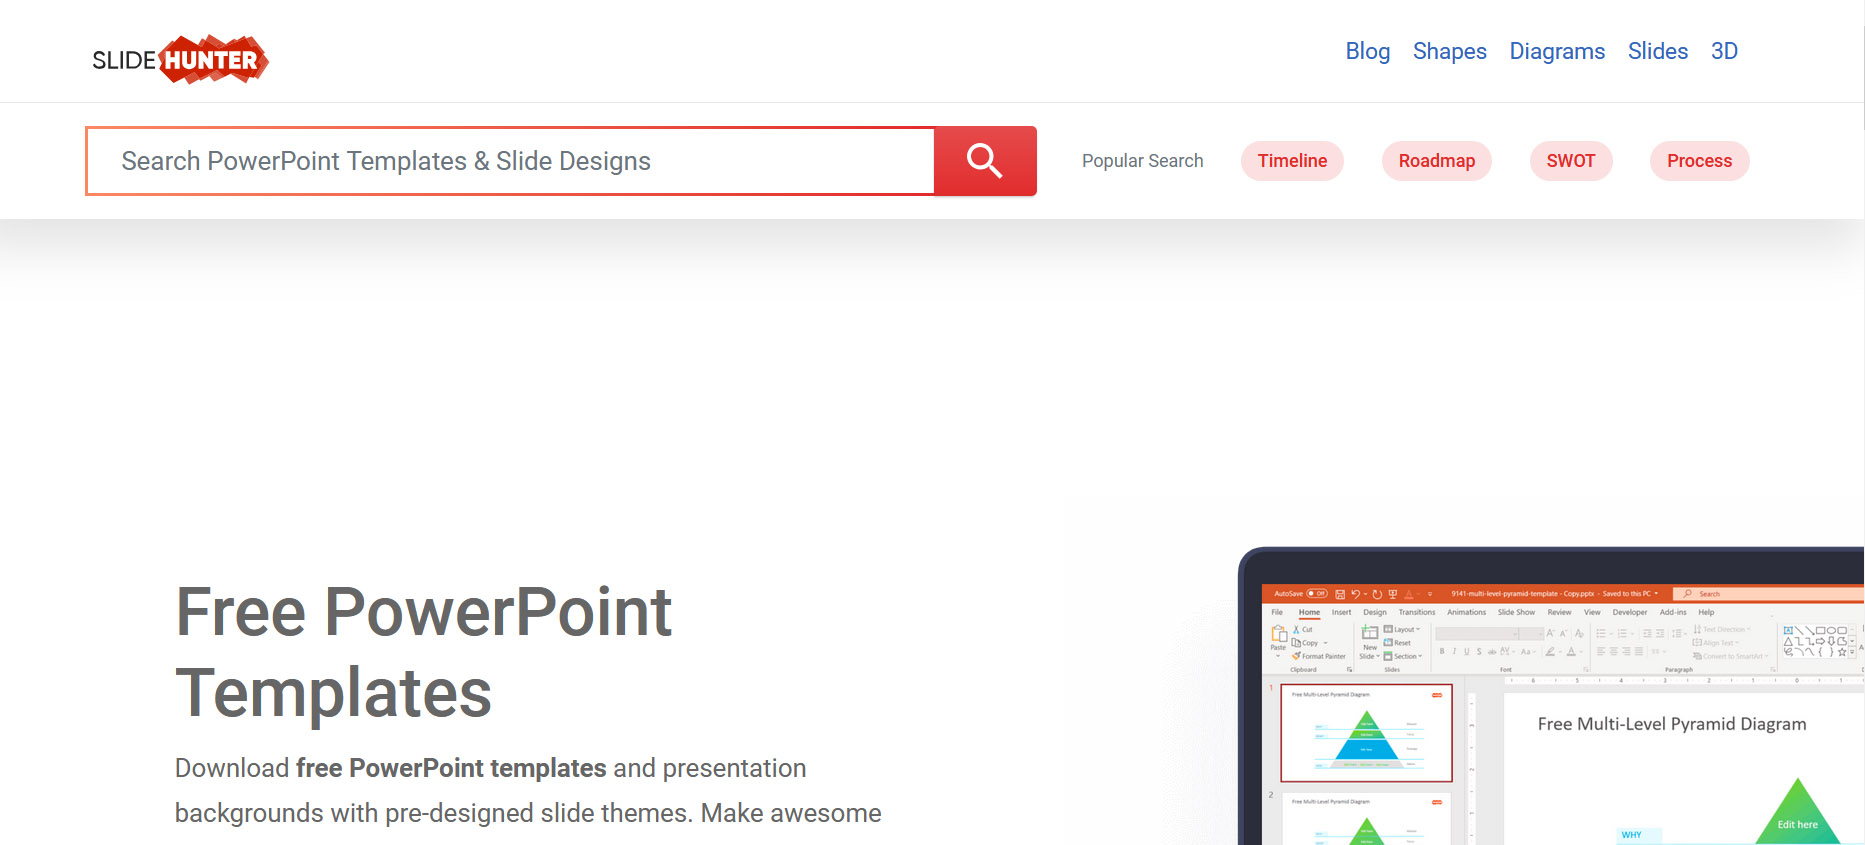 SLIDE HUNTER
Blog Shapes Diagrams Slides 3D
Search PowerPoint Templates & Slide Designs
Popular Search Timeline Roadmap SWOT Process
Free PowerPoint
Templates
Download free PowerPoint templates and presentation
backgrounds with pre-designed slide themes. Make awesome
AutoSave Off 9141-multi-level-pyramid-template - Copy.pptx - Saved to this PC Search
File Home Insert Design Transitions Animations Slide Show Review View Developer Add-ins Help
Paste Cut Copy Format Painter
New Slide Layout Reset Section
Text Direction
Align Text
Convert to SmartArt
Clipboard Slides Font Paragraph
1 Free Multi-Level Pyramid Diagram
2 Free Multi-Level Pyramid Diagram
Free Multi-Level Pyramid Diagram
Edit here
WHY